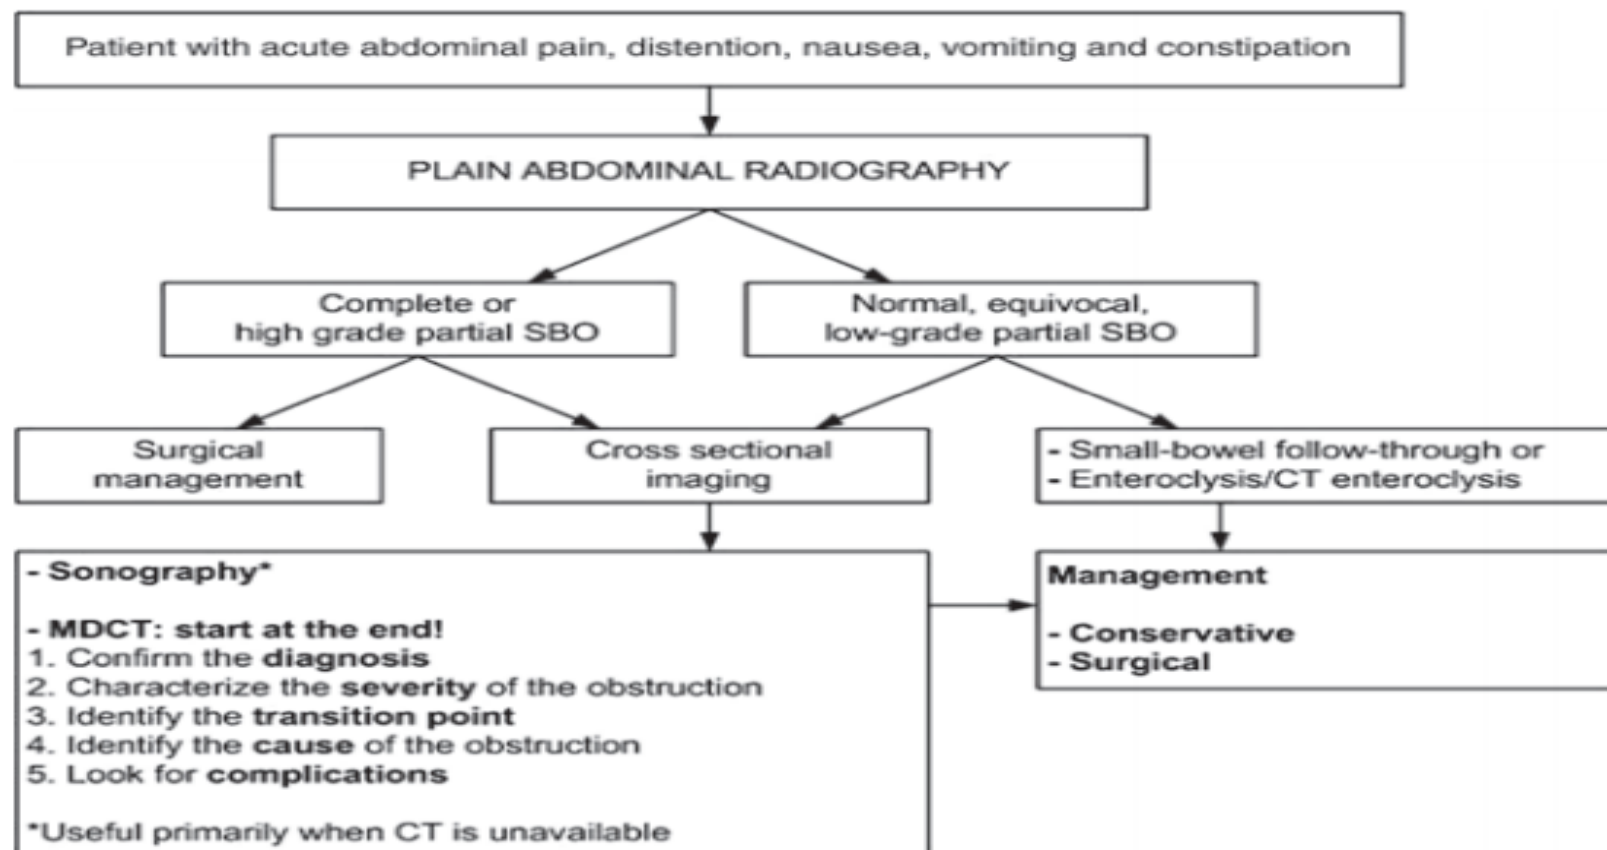 Patient with acute abdominal pain, distention, nausea, vomiting and constipation
PLAIN ABDOMINAL RADIOGRAPHY
Complete or
high grade partial SBO
Normal, equivocal,
low-grade partial SBO
Surgical
management
Cross sectional
imaging
- Small-bowel follow-through or
- Enteroclysis/CT enteroclysis
- Sonography*
- MDCT: start at the end!
1. Confirm the diagnosis
2. Characterize the severity of the obstruction
3. Identify the transition point
4. Identify the cause of the obstruction
5. Look for complications
*Useful primarily when CT is unavailable
Management
- Conservative
- Surgical